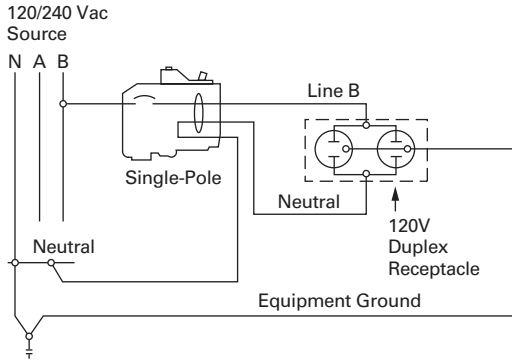 120/240 Vac
Source
N A B
Line B
Single-Pole
Neutral
120V
Duplex
Receptacle
Neutral
Equipment Ground